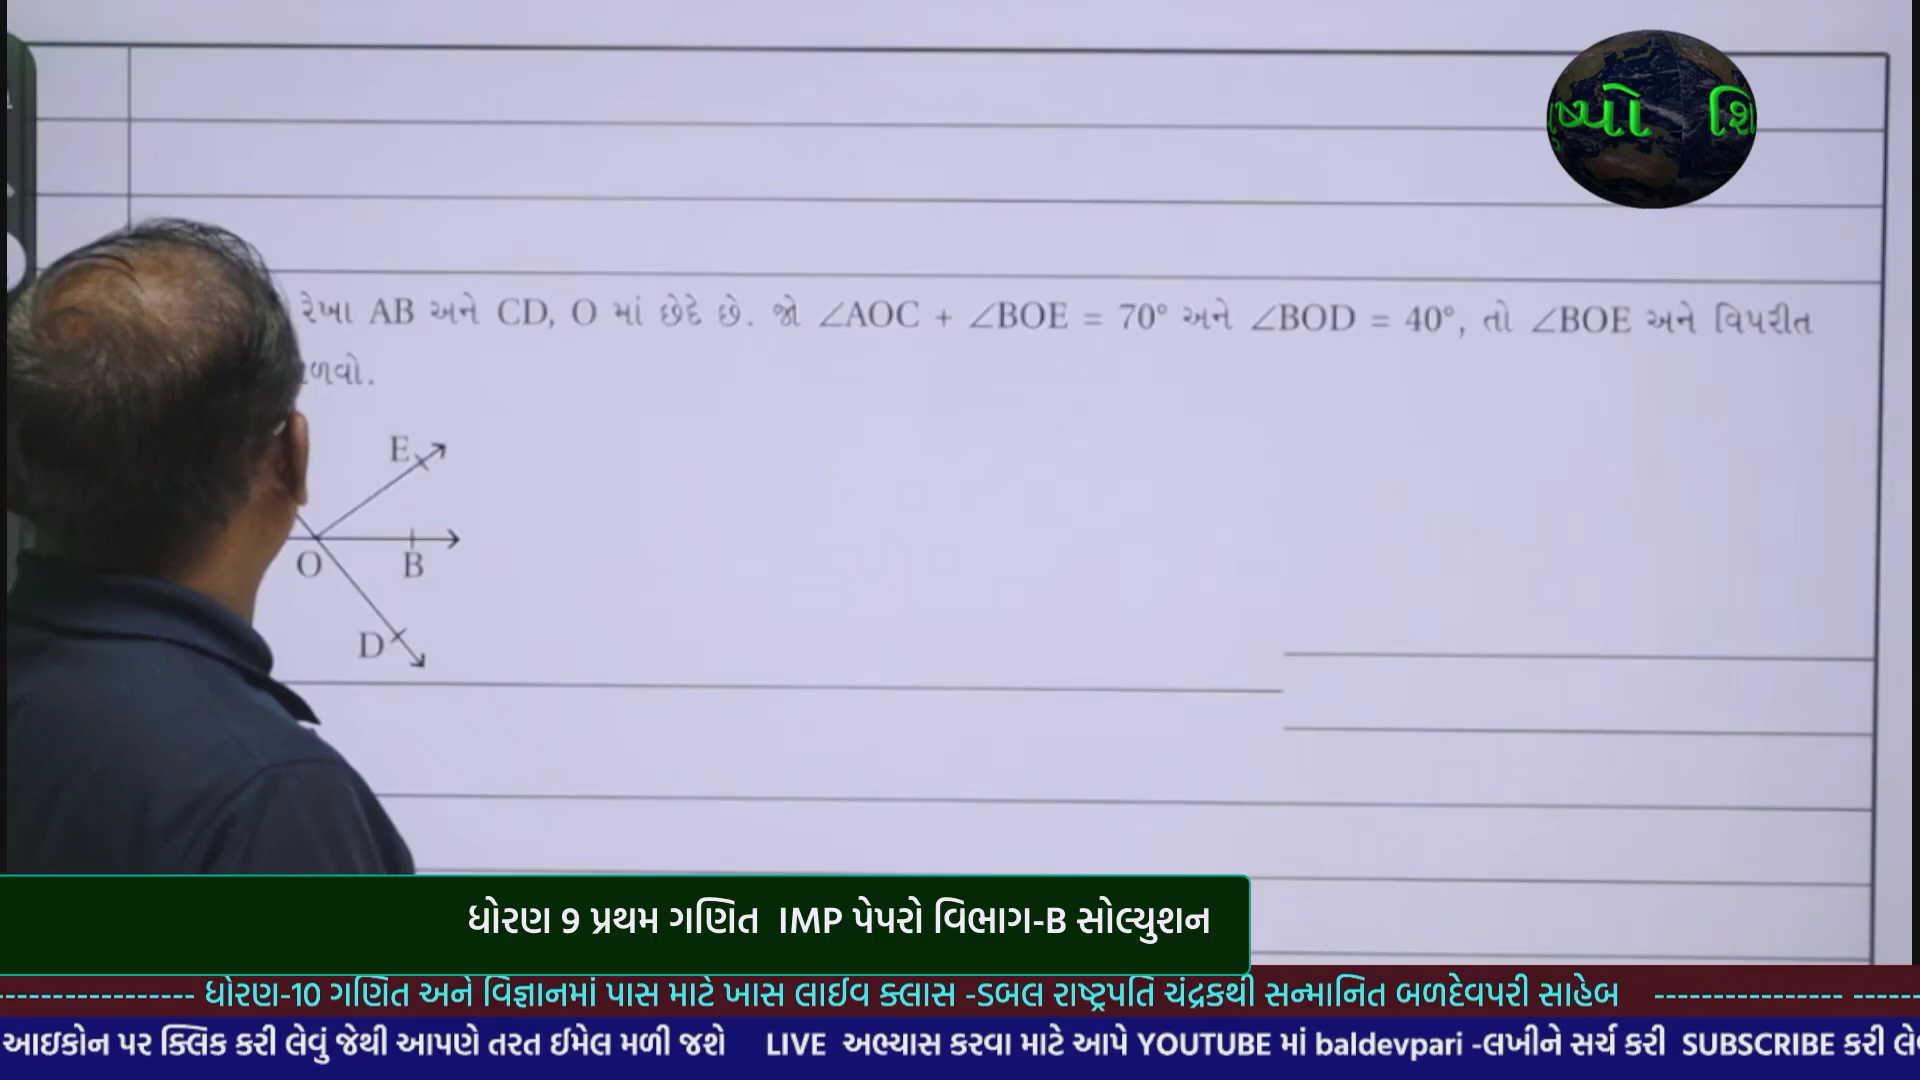 ષ્પો શિ
રેખા AB અને CD, O માં છેદે છે. જો ∠AOC + ∠BOE = 70° અને ∠BOD = 40°, તો ∠BOE અને વિપરીત
ળવો.
E
O B
D
ધોરણ 9 પ્રથમ ગણિત IMP પેપરો વિભાગ-B સોલ્યુશન
----------------- ધોરણ-10 ગણિત અને વિજ્ઞાનમાં પાસ માટે ખાસ લાઈવ ક્લાસ -ડબલ રાષ્ટ્રપતિ ચંદ્રકથી સન્માનિત બળદેવપરી સાહેબ ---------------- ------
આઇકોન પર ક્લિક કરી લેવું જેથી આપણે તરત ઈમેલ મળી જશે LIVE અભ્યાસ કરવા માટે આપે YOUTUBE માં baldevpari -લખીને સર્ચ કરી SUBSCRIBE કરી